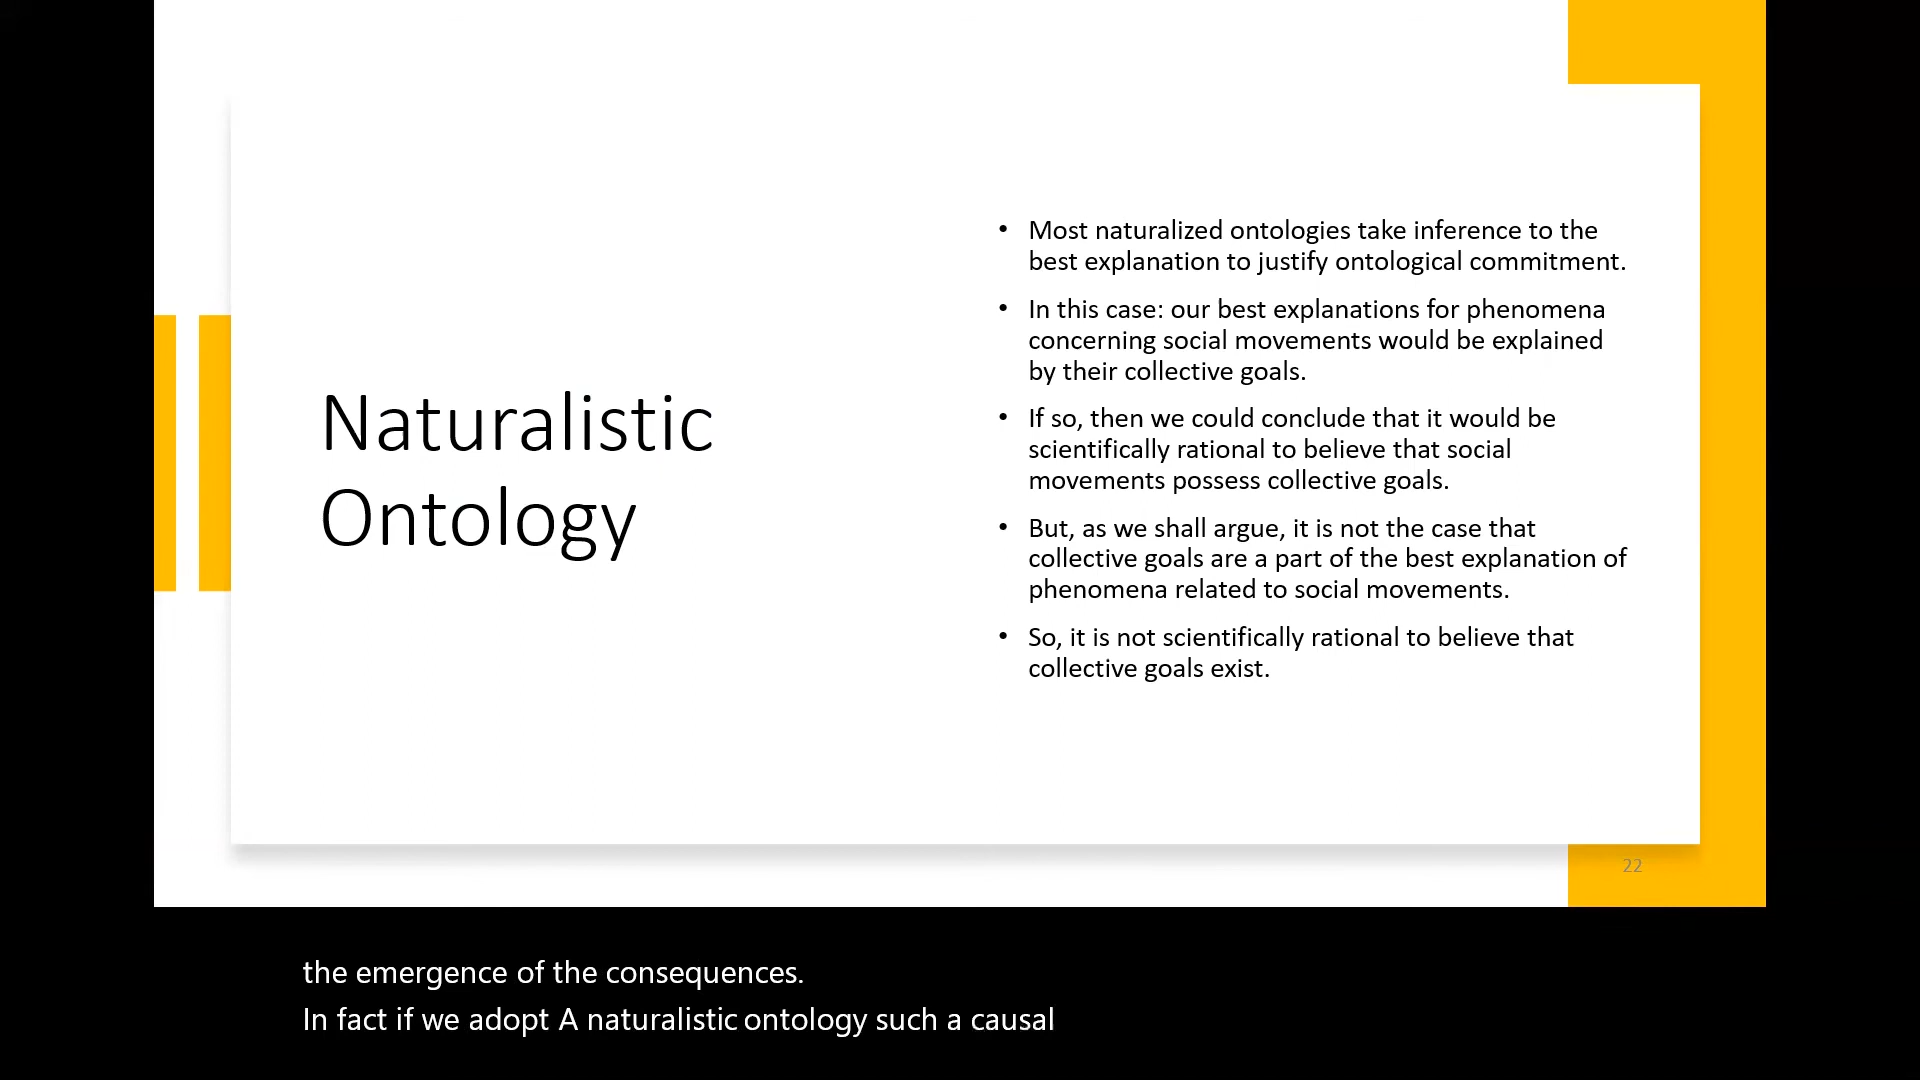 Naturalistic
Ontology
• Most naturalized ontologies take inference to the
best explanation to justify ontological commitment.
• In this case: our best explanations for phenomena
concerning social movements would be explained
by their collective goals.
• If so, then we could conclude that it would be
scientifically rational to believe that social
movements possess collective goals.
• But, as we shall argue, it is not the case that
collective goals are a part of the best explanation of
phenomena related to social movements.
• So, it is not scientifically rational to believe that
collective goals exist.
22
the emergence of the consequences.
In fact if we adopt A naturalistic ontology such a causal